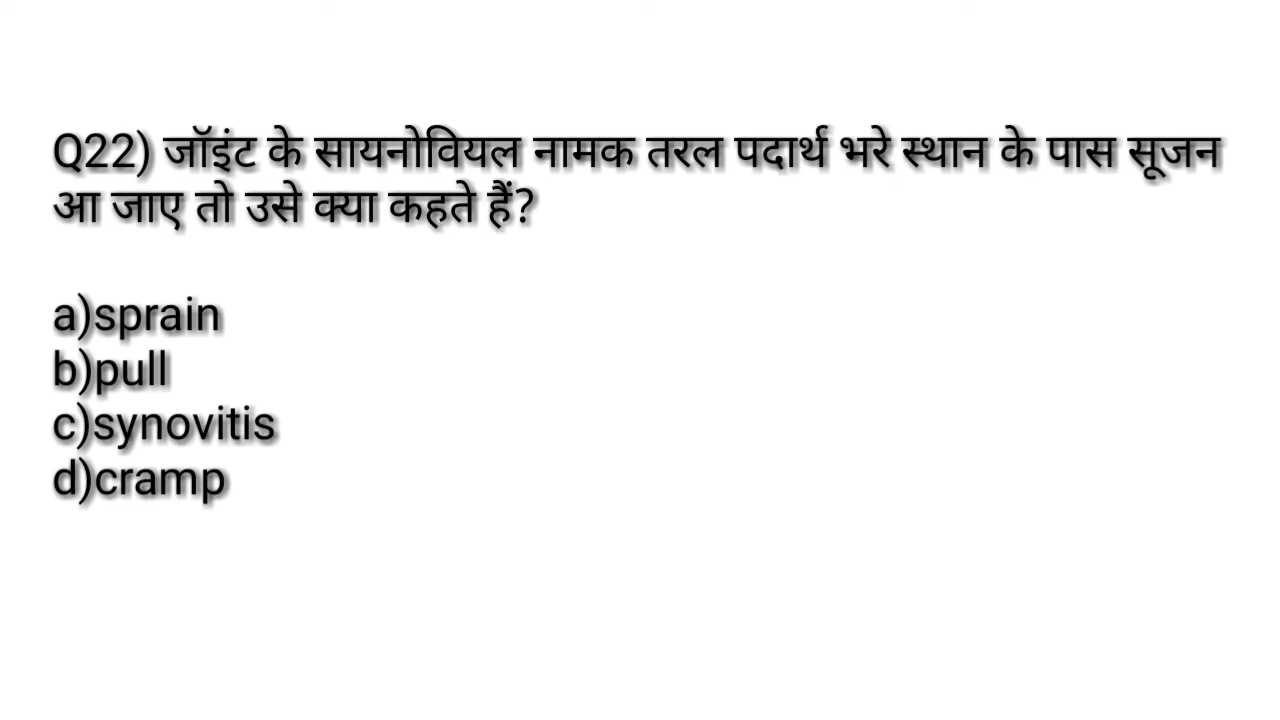 Q22) जॉइंट के सायनोवियल नामक तरल पदार्थ भरे स्थान के पास सूजन
आ जाए तो उसे क्या कहते हैं?
a)sprain
b)pull
c)synovitis
d)cramp